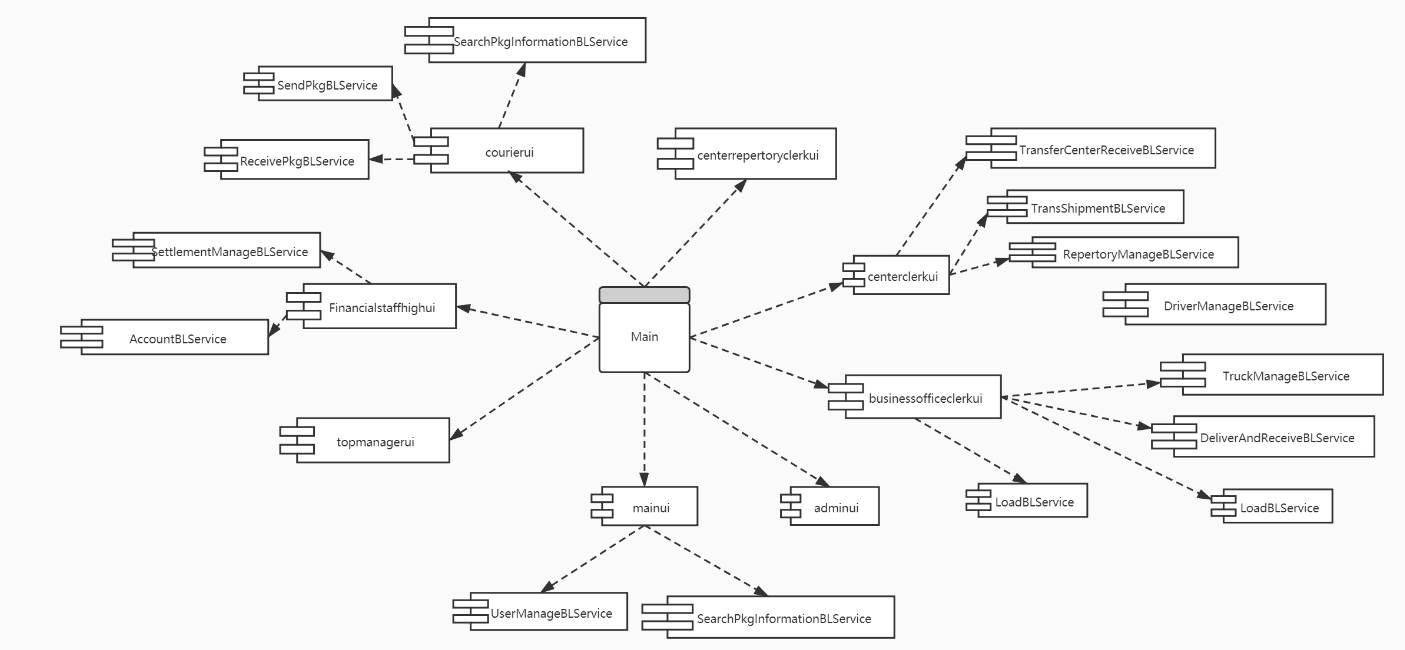 SearchPkgInformationBLService
SendPkgBLService
ReceivePkgBLService
courierui
centerrepertoryclerkui
TransferCenterReceiveBLService
TransShipmentBLService
RepertoryManageBLService
SettlementManageBLService
centerclerkui
Financialstaffhighui
DriverManageBLService
AccountBLService
Main
TruckManageBLService
businessofficeclerkui
DeliverAndReceiveBLService
topmanagerui
LoadBLService
LoadBLService
mainui
adminui
UserManageBLService
SearchPkgInformationBLService